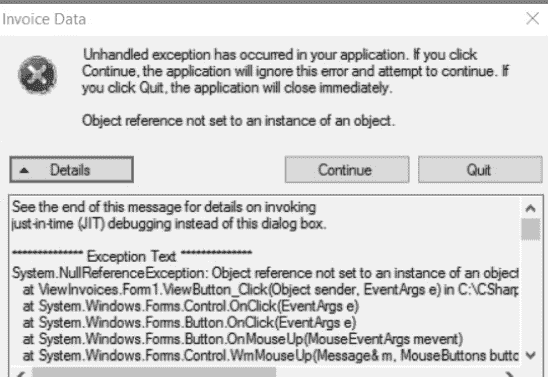 Invoice Data
Unhandled exception has occurred in your application. If you click
Continue, the application will ignore this error and attempt to continue. If
you click Quit, the application will close immediately.
Object reference not set to an instance of an object.
Details
Continue
Quit
See the end of this message for details on invoking
just-in-time (JIT) debugging instead of this dialog box.
************** Exception Text **************
System.NullReferenceException: Object reference not set to an instance of an object
at ViewInvoices.Form1.ViewButton_Click(Object sender, EventArgs e) in C:\CSharp
at System.Windows.Forms.Control.OnClick(EventArgs e)
at System.Windows.Forms.Button.OnClick(EventArgs e)
at System.Windows.Forms.Button.OnMouseUp(MouseEventArgs mevent)
at System.Windows.Forms.Control.WmMouseUp(Message& m, MouseButtons butto